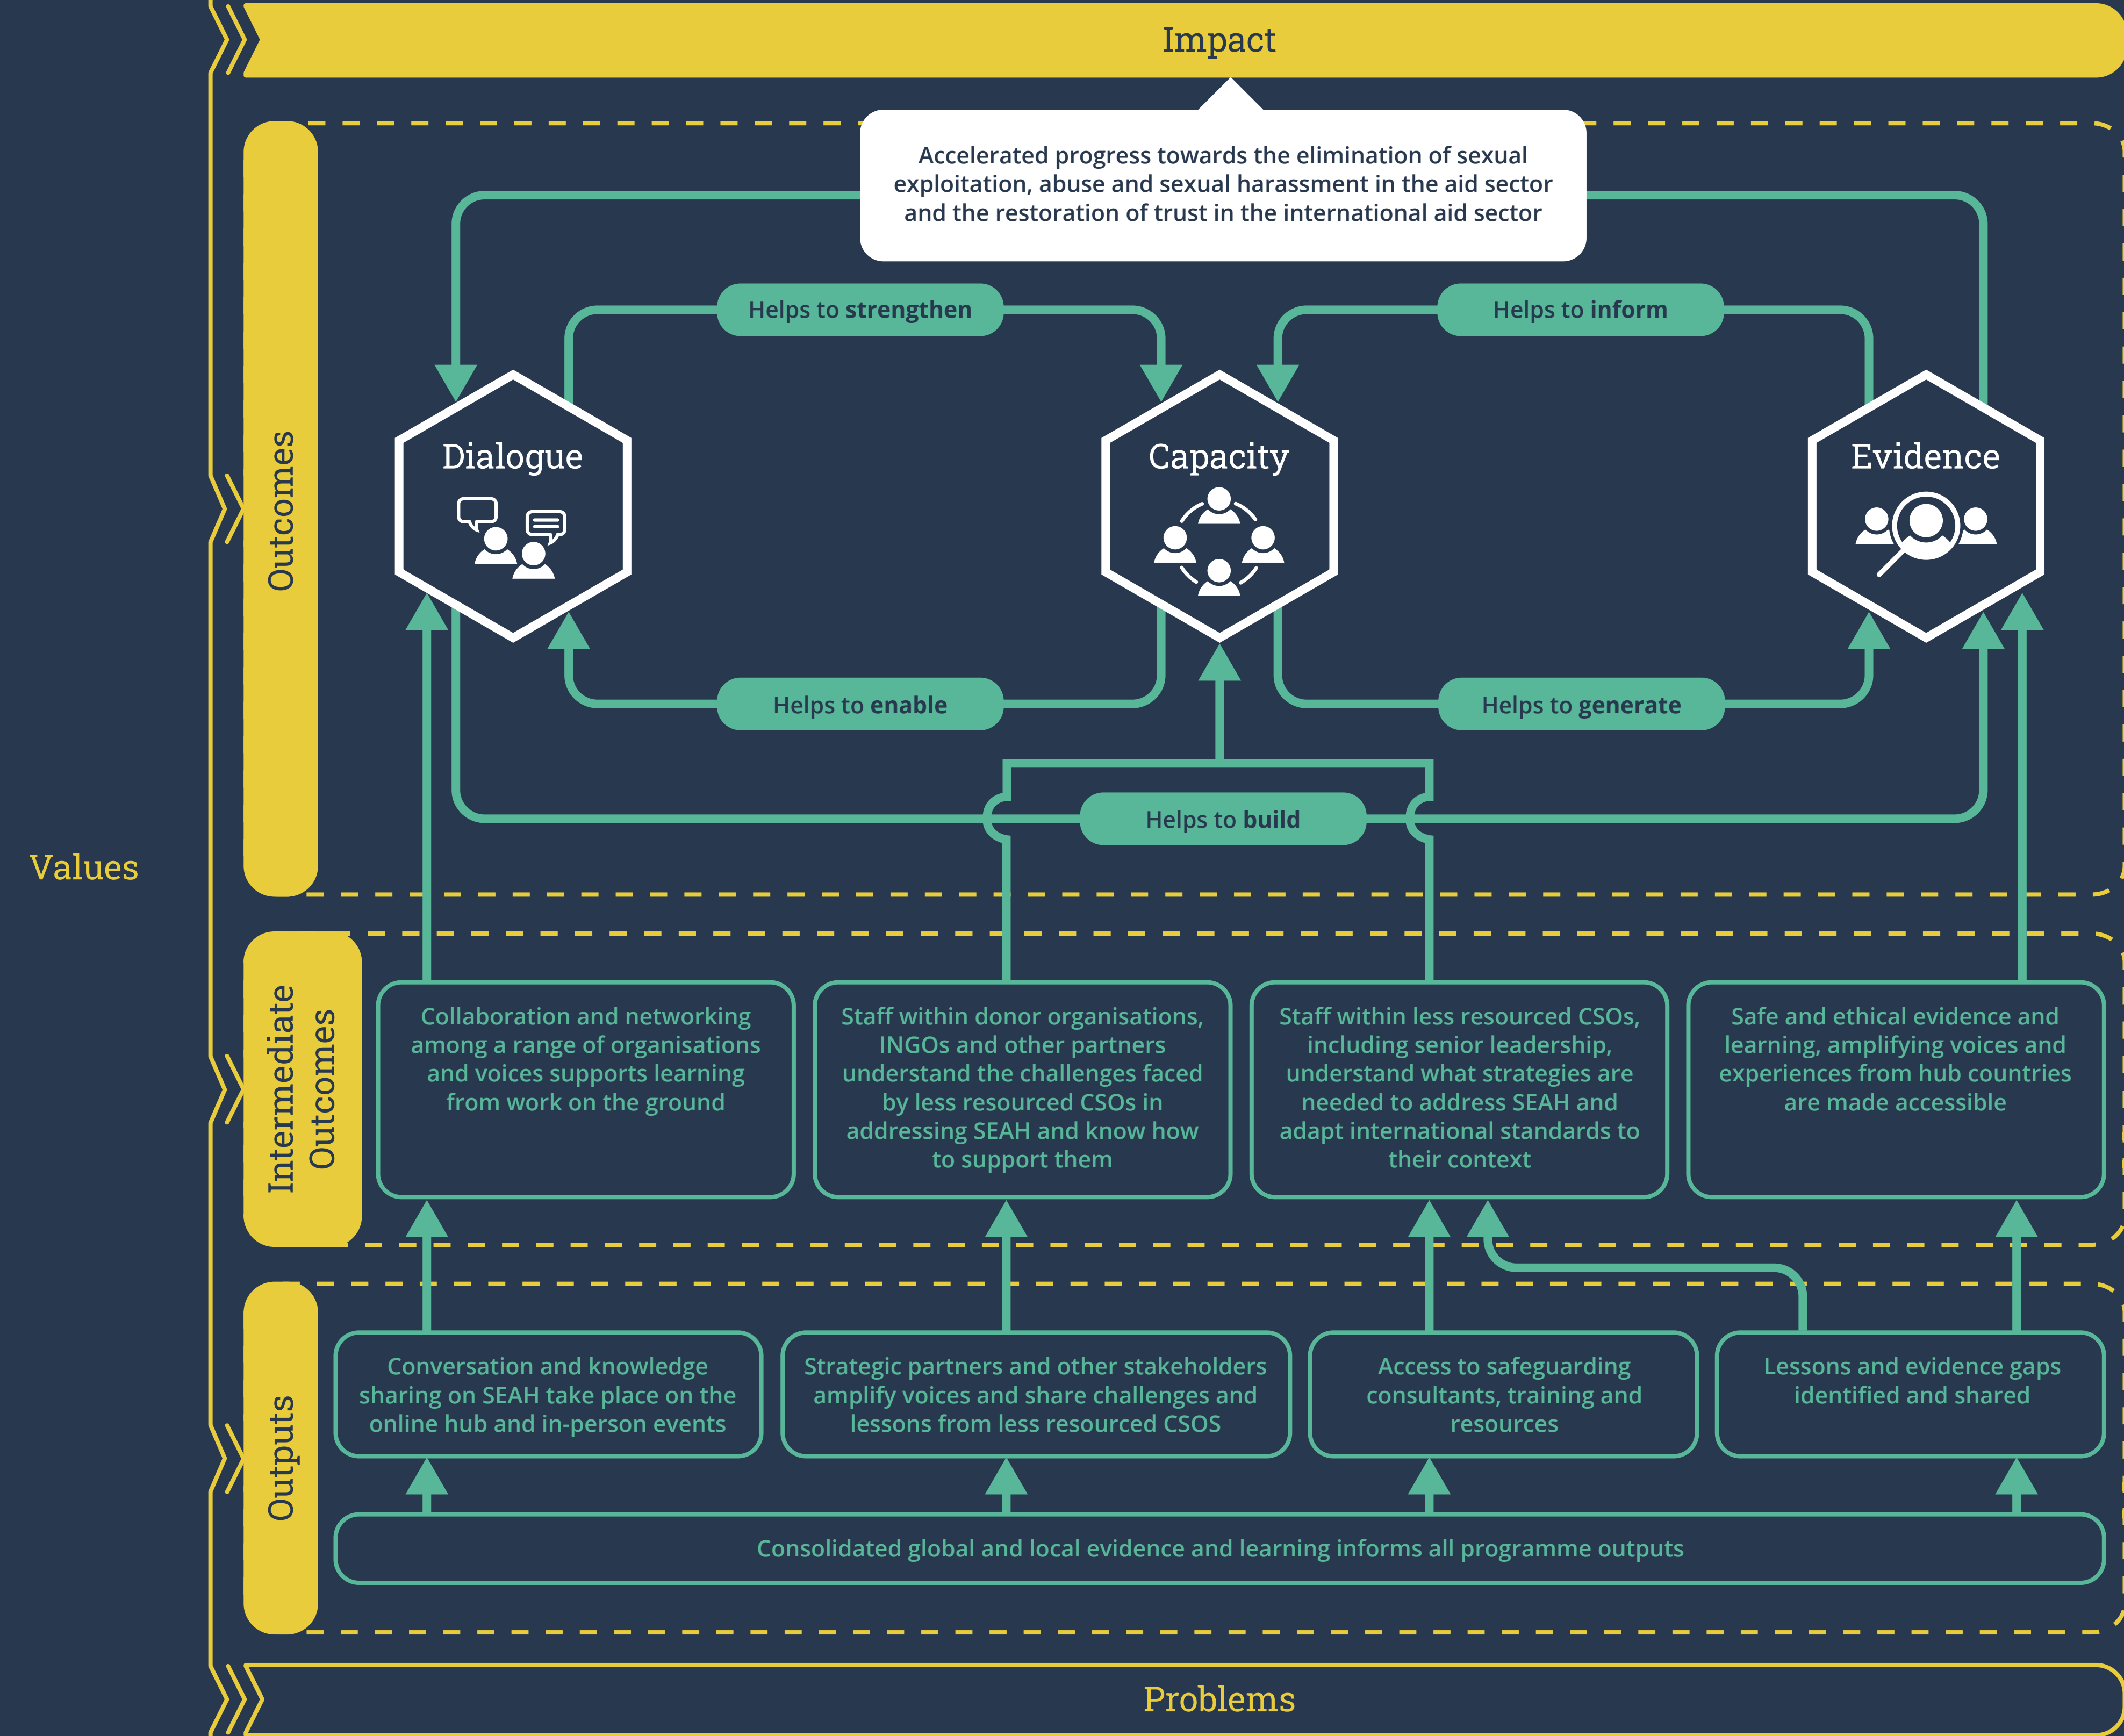 Impact
Accelerated progress towards the elimination of sexual
exploitation, abuse and sexual harassment in the aid sector
and the restoration of trust in the international aid sector
Helps to strengthen
Helps to inform
Outcomes
Dialogue
Capacity
Evidence
Helps to enable
Helps to generate
Helps to build
Values
Intermediate
Outcomes
Collaboration and networking
among a range of organisations
and voices supports learning
from work on the ground
Staff within donor organisations,
INGOs and other partners
understand the challenges faced
by less resourced CSOs in
addressing SEAH and know how
to support them
Staff within less resourced CSOs,
including senior leadership,
understand what strategies are
needed to address SEAH and
adapt international standards to
their context
Safe and ethical evidence and
learning, amplifying voices and
experiences from hub countries
are made accessible
Outputs
Conversation and knowledge
sharing on SEAH take place on the
online hub and in-person events
Strategic partners and other stakeholders
amplify voices and share challenges and
lessons from less resourced CSOS
Access to safeguarding
consultants, training and
resources
Lessons and evidence gaps
identified and shared
Consolidated global and local evidence and learning informs all programme outputs
Problems